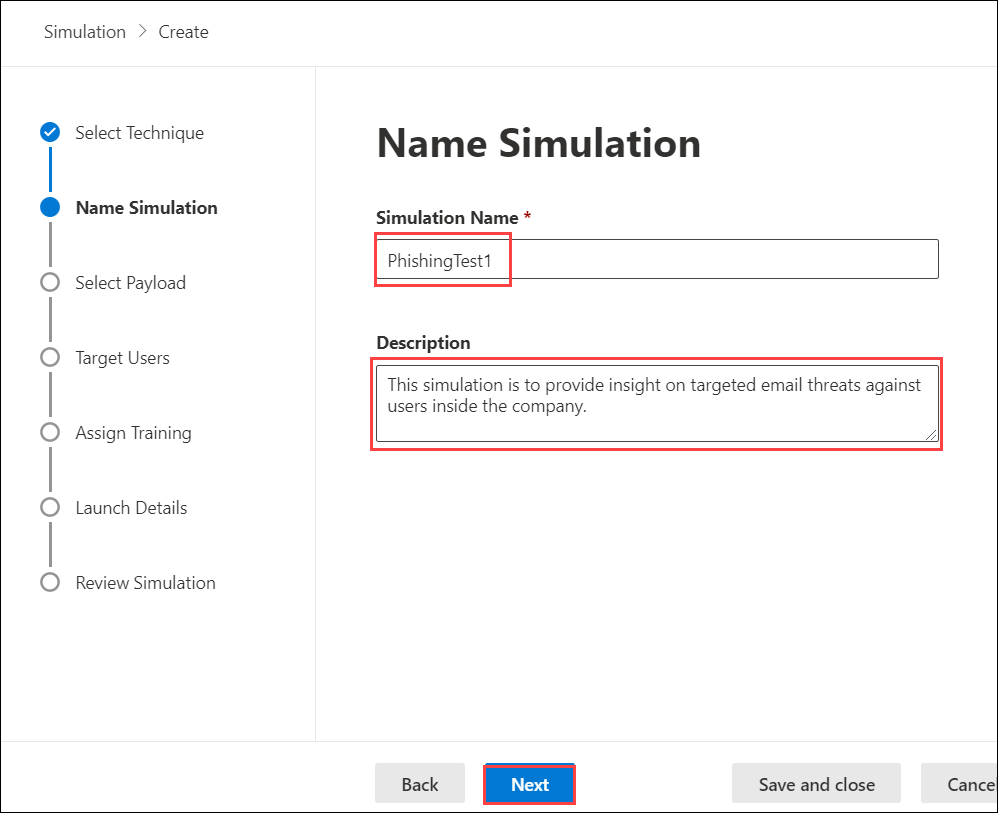 Simulation > Create
Select Technique
Name Simulation
Select Payload
Target Users
Assign Training
Launch Details
Review Simulation
Name Simulation
Simulation Name *
PhishingTest1
Description
This simulation is to provide insight on targeted email threats against
users inside the company.
Back
Next
Save and close
Cancel